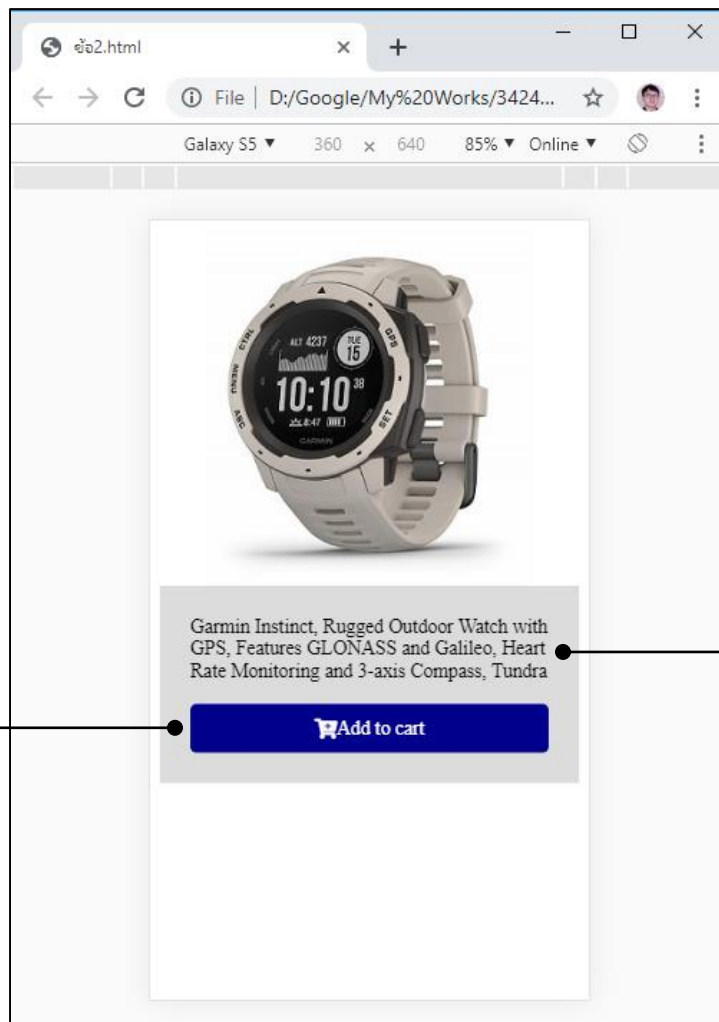 ข้อ2.html
File | D:/Google/My%20Works/3424...
Galaxy S5 ▼ 360 x 640 85% ▼ Online ▼
CTRL
MENU
ABC
GPS
SET
ALT 4237
TUE
15
10:10 38
8:47
GARMIN
Garmin Instinct, Rugged Outdoor Watch with
GPS, Features GLONASS and Galileo, Heart
Rate Monitoring and 3-axis Compass, Tundra
Add to cart